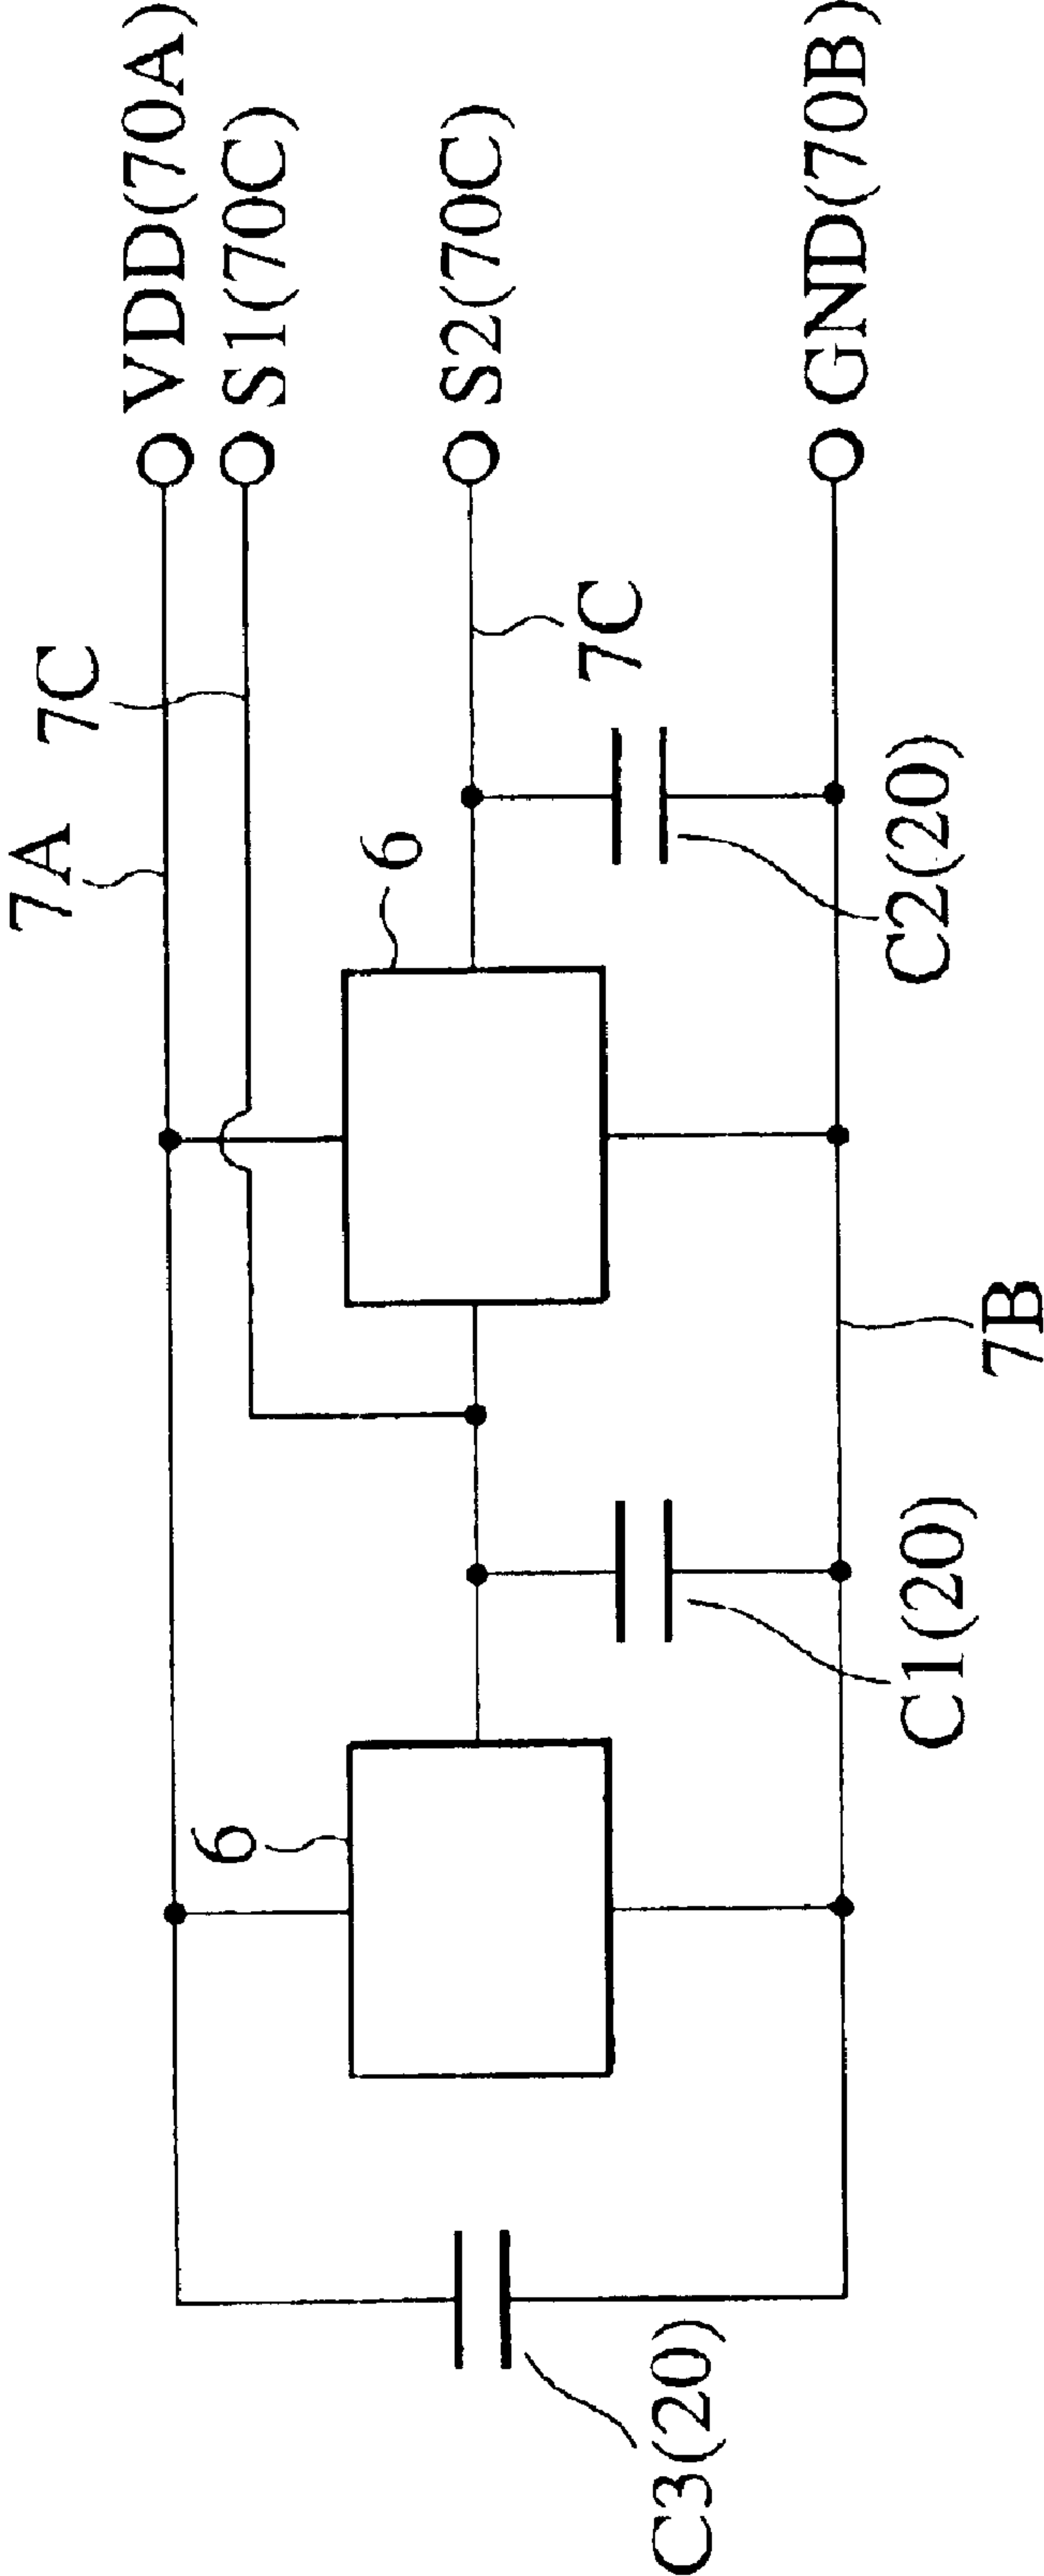 7A
7C
VDD(70A)
S1(70C)
6
6
S2(70C)
7C
C3(20)
C1(20)
C2(20)
GND(70B)
7B